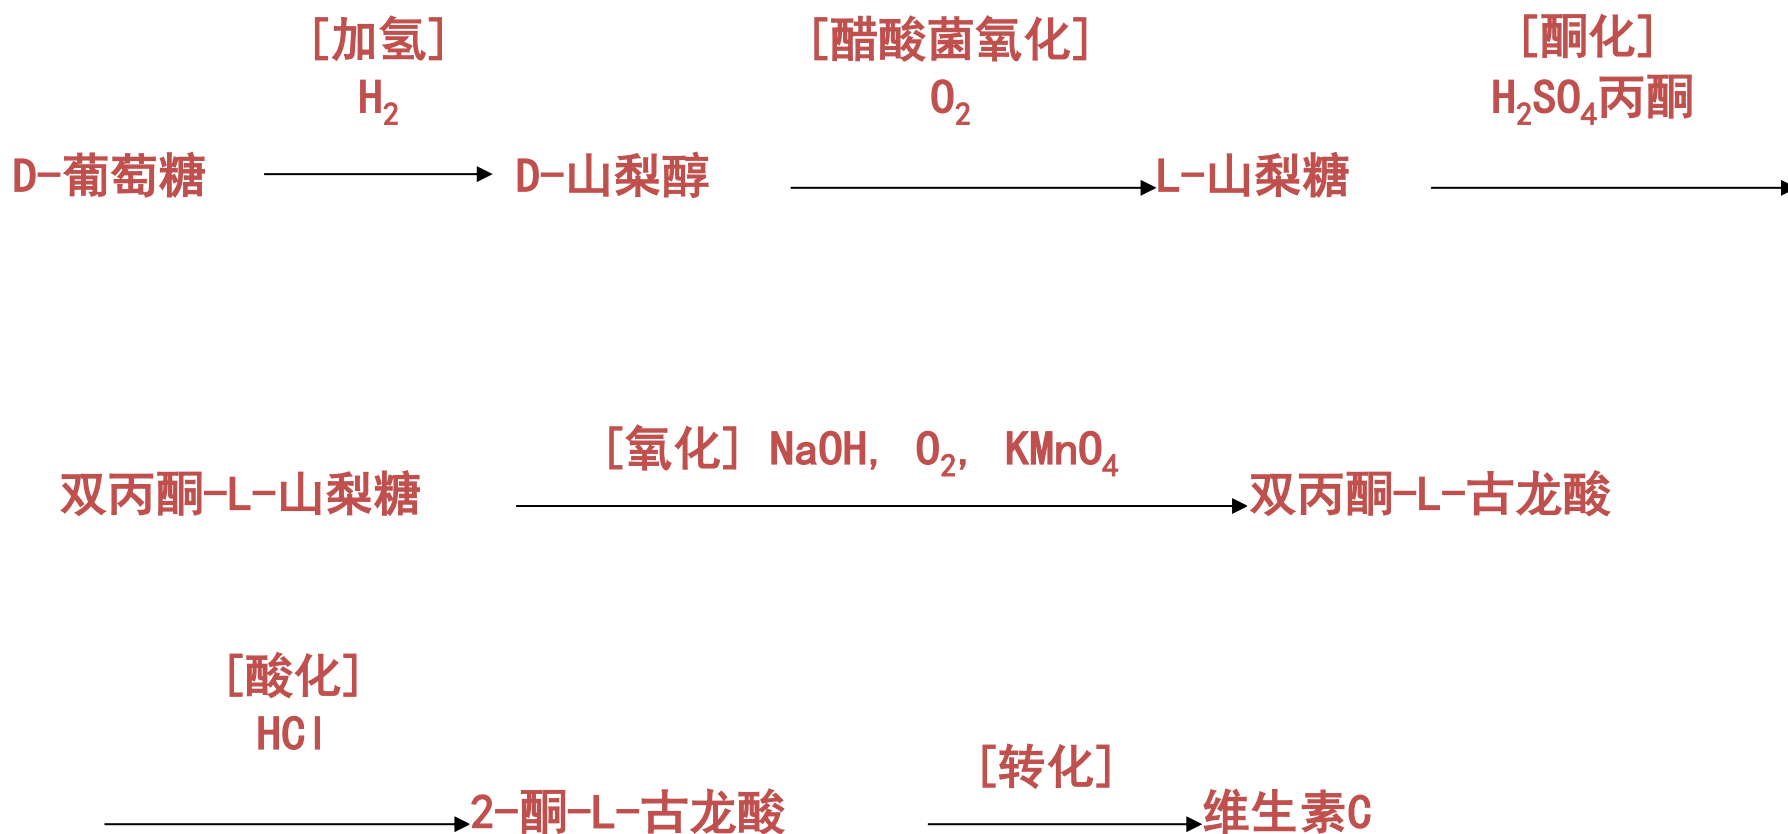 [加氢] [醋酸菌氧化] [酮化]
H₂ O₂ H₂SO₄丙酮
D-葡萄糖 D-山梨醇 L-山梨糖
[氧化] NaOH, O₂, KMnO₄
双丙酮-L-山梨糖 双丙酮-L-古龙酸
[酸化]
HCl
[转化]
2-酮-L-古龙酸 维生素C